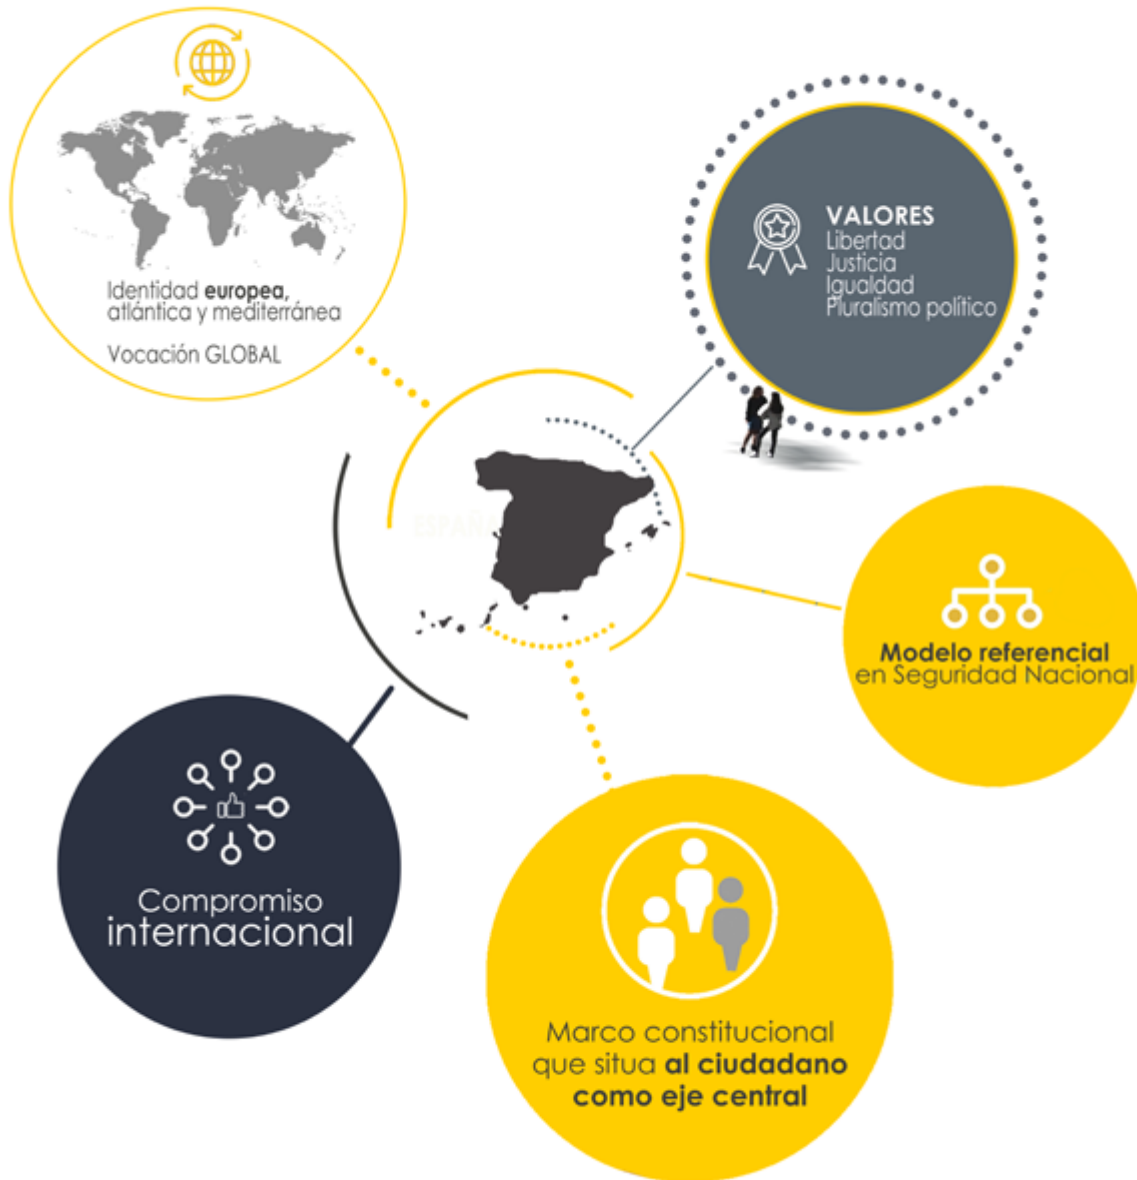 Identidad europea,
atlántica y mediterránea
Vocación GLOBAL
VALORES
Libertad
Justicia
Igualdad
Pluralismo político
ESPAÑA
Modelo referencial
en Seguridad Nacional
Compromiso
internacional
Marco constitucional
que situa al ciudadano
como eje central